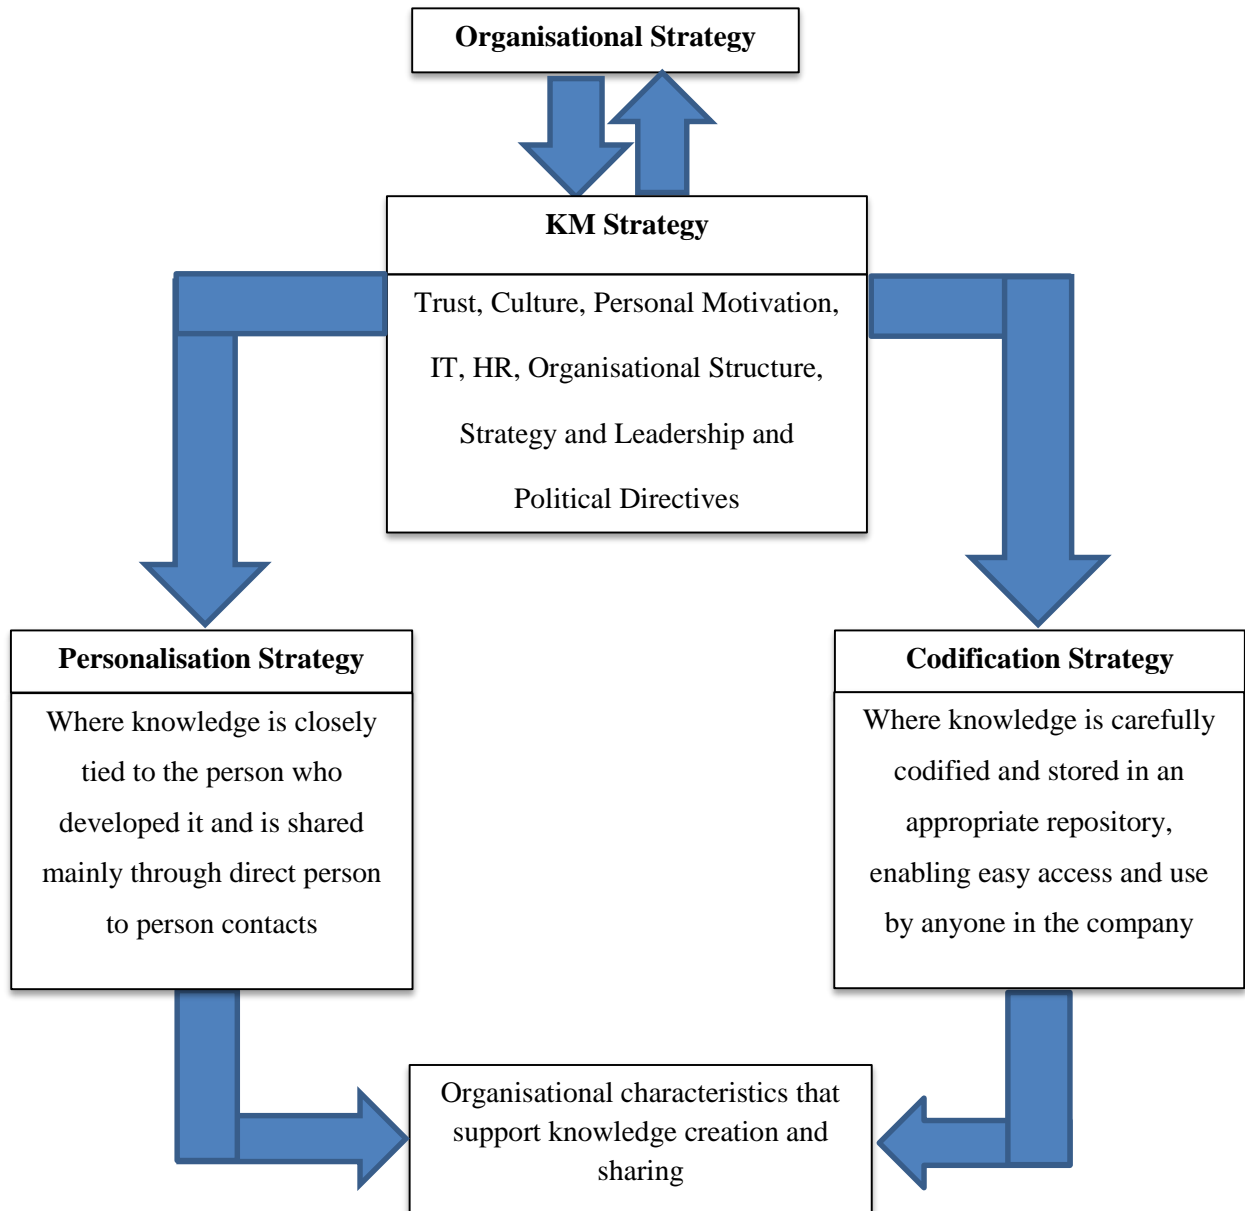 Organisational Strategy
KM Strategy
Trust, Culture, Personal Motivation,
IT, HR, Organisational Structure,
Strategy and Leadership and
Political Directives
Personalisation Strategy
Where knowledge is closely
tied to the person who
developed it and is shared
mainly through direct person
to person contacts
Codification Strategy
Where knowledge is carefully
codified and stored in an
appropriate repository,
enabling easy access and use
by anyone in the company
Organisational characteristics that
support knowledge creation and
sharing